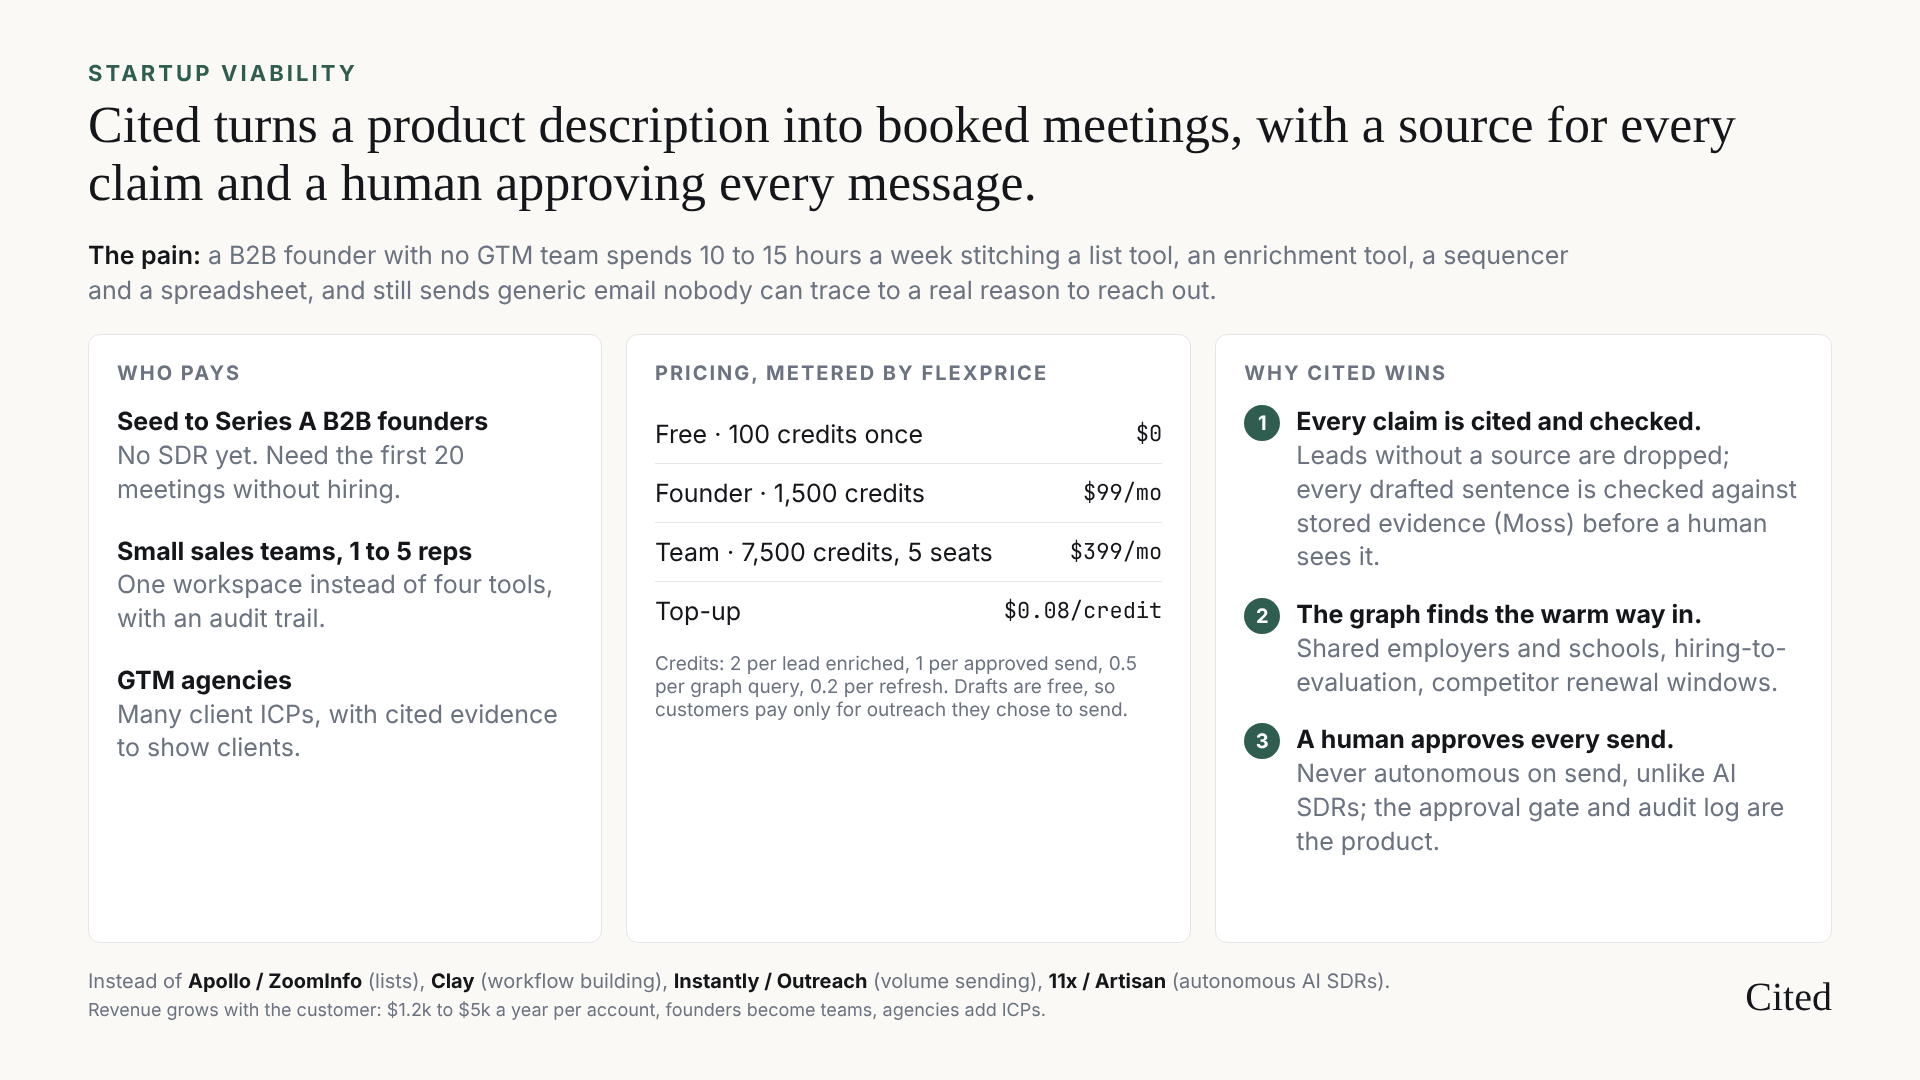 STARTUP VIABILITY
Cited turns a product description into booked meetings, with a source for every
claim and a human approving every message.
The pain: a B2B founder with no GTM team spends 10 to 15 hours a week stitching a list tool, an enrichment tool, a sequencer
and a spreadsheet, and still sends generic email nobody can trace to a real reason to reach out.
WHO PAYS
Seed to Series A B2B founders
No SDR yet. Need the first 20
meetings without hiring.
Small sales teams, 1 to 5 reps
One workspace instead of four tools,
with an audit trail.
GTM agencies
Many client ICPs, with cited evidence
to show clients.
PRICING, METERED BY FLEXPRICE
Free · 100 credits once $0
Founder · 1,500 credits $99/mo
Team · 7,500 credits, 5 seats $399/mo
Top-up $0.08/credit
Credits: 2 per lead enriched, 1 per approved send, 0.5
per graph query, 0.2 per refresh. Drafts are free, so
customers pay only for outreach they chose to send.
WHY CITED WINS
1 Every claim is cited and checked.
Leads without a source are dropped;
every drafted sentence is checked against
stored evidence (Moss) before a human
sees it.
2 The graph finds the warm way in.
Shared employers and schools, hiring-to-
evaluation, competitor renewal windows.
3 A human approves every send.
Never autonomous on send, unlike AI
SDRs; the approval gate and audit log are
the product.
Instead of Apollo / ZoomInfo (lists), Clay (workflow building), Instantly / Outreach (volume sending), 11x / Artisan (autonomous AI SDRs).
Revenue grows with the customer: $1.2k to $5k a year per account, founders become teams, agencies add ICPs.
Cited